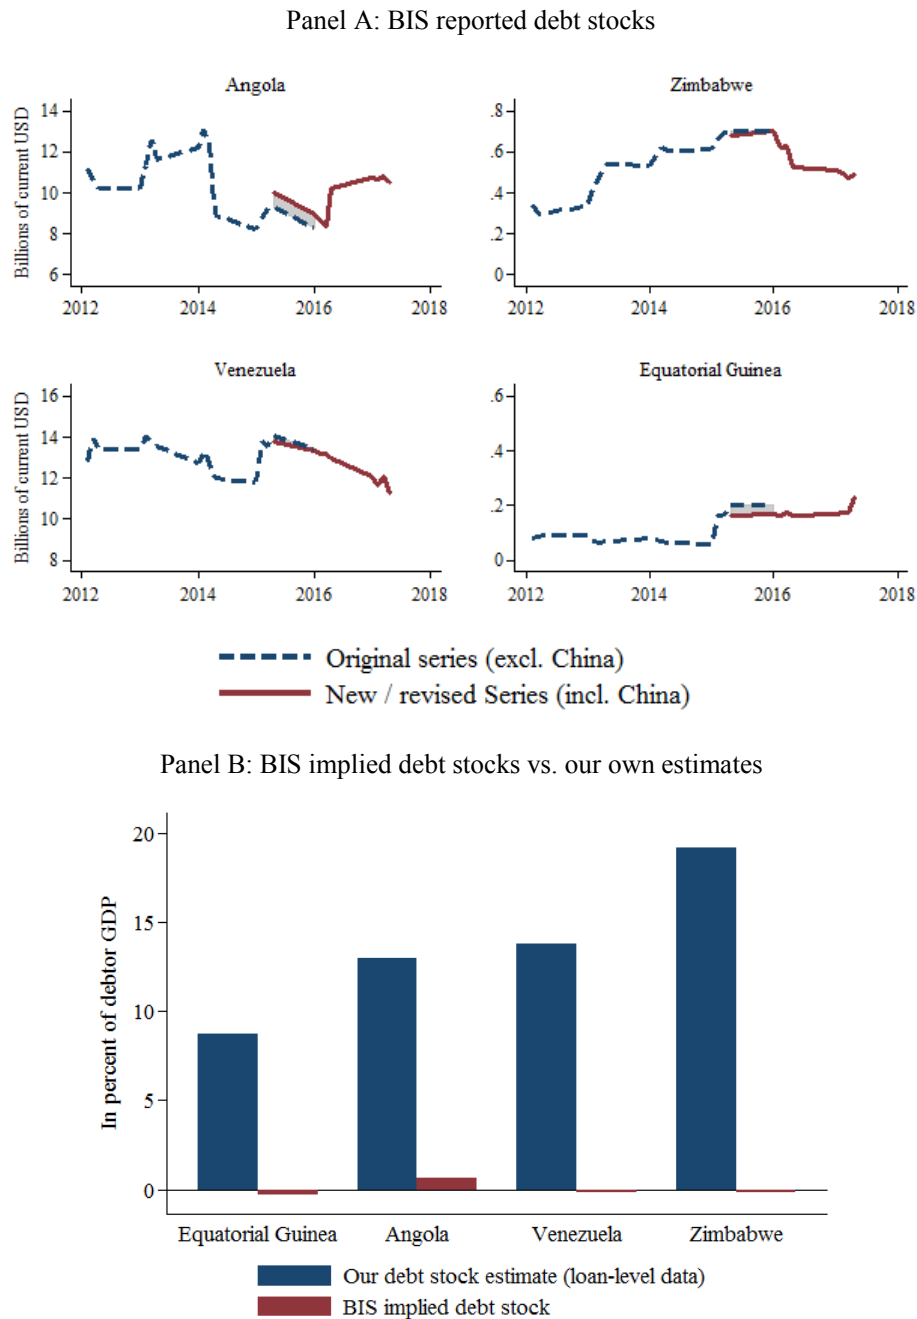 Panel A: BIS reported debt stocks
Angola
Zimbabwe
Billions of current USD
14
12
10
8
6
2012 2014 2016 2018
.8
.6
.4
.2
0
2012 2014 2016 2018
Venezuela
Equatorial Guinea
Billions of current USD
16
14
12
10
8
2012 2014 2016 2018
.6
.4
.2
0
2012 2014 2016 2018
Original series (excl. China)
New / revised Series (incl. China)
Panel B: BIS implied debt stocks vs. our own estimates
In percent of debtor GDP
20
15
10
5
0
Equatorial Guinea Angola Venezuela Zimbabwe
Our debt stock estimate (loan-level data)
BIS implied debt stock